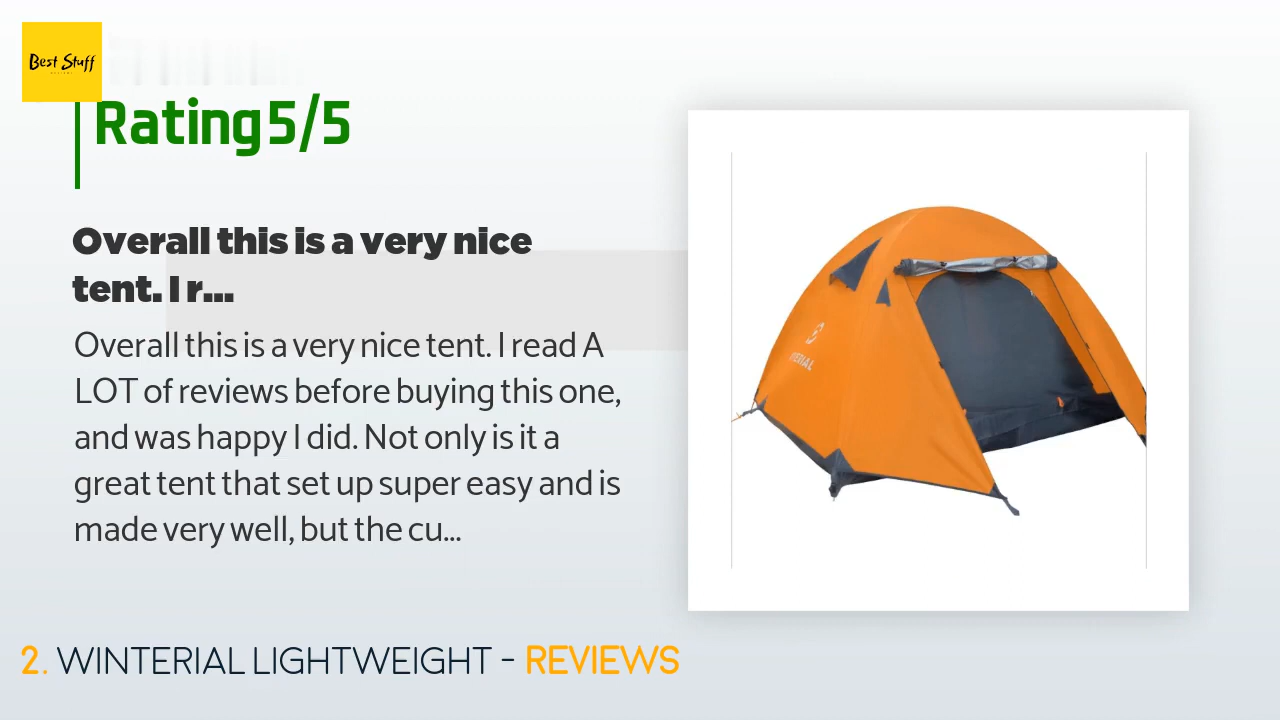 Best Stuff
Rating 5/5
Overall this is a very nice
tent. I r...
Overall this is a very nice tent. I read A
LOT of reviews before buying this one,
and was happy I did. Not only is it a
great tent that set up super easy and is
made very well, but the cu...
2. WINTERIAL LIGHTWEIGHT - REVIEWS